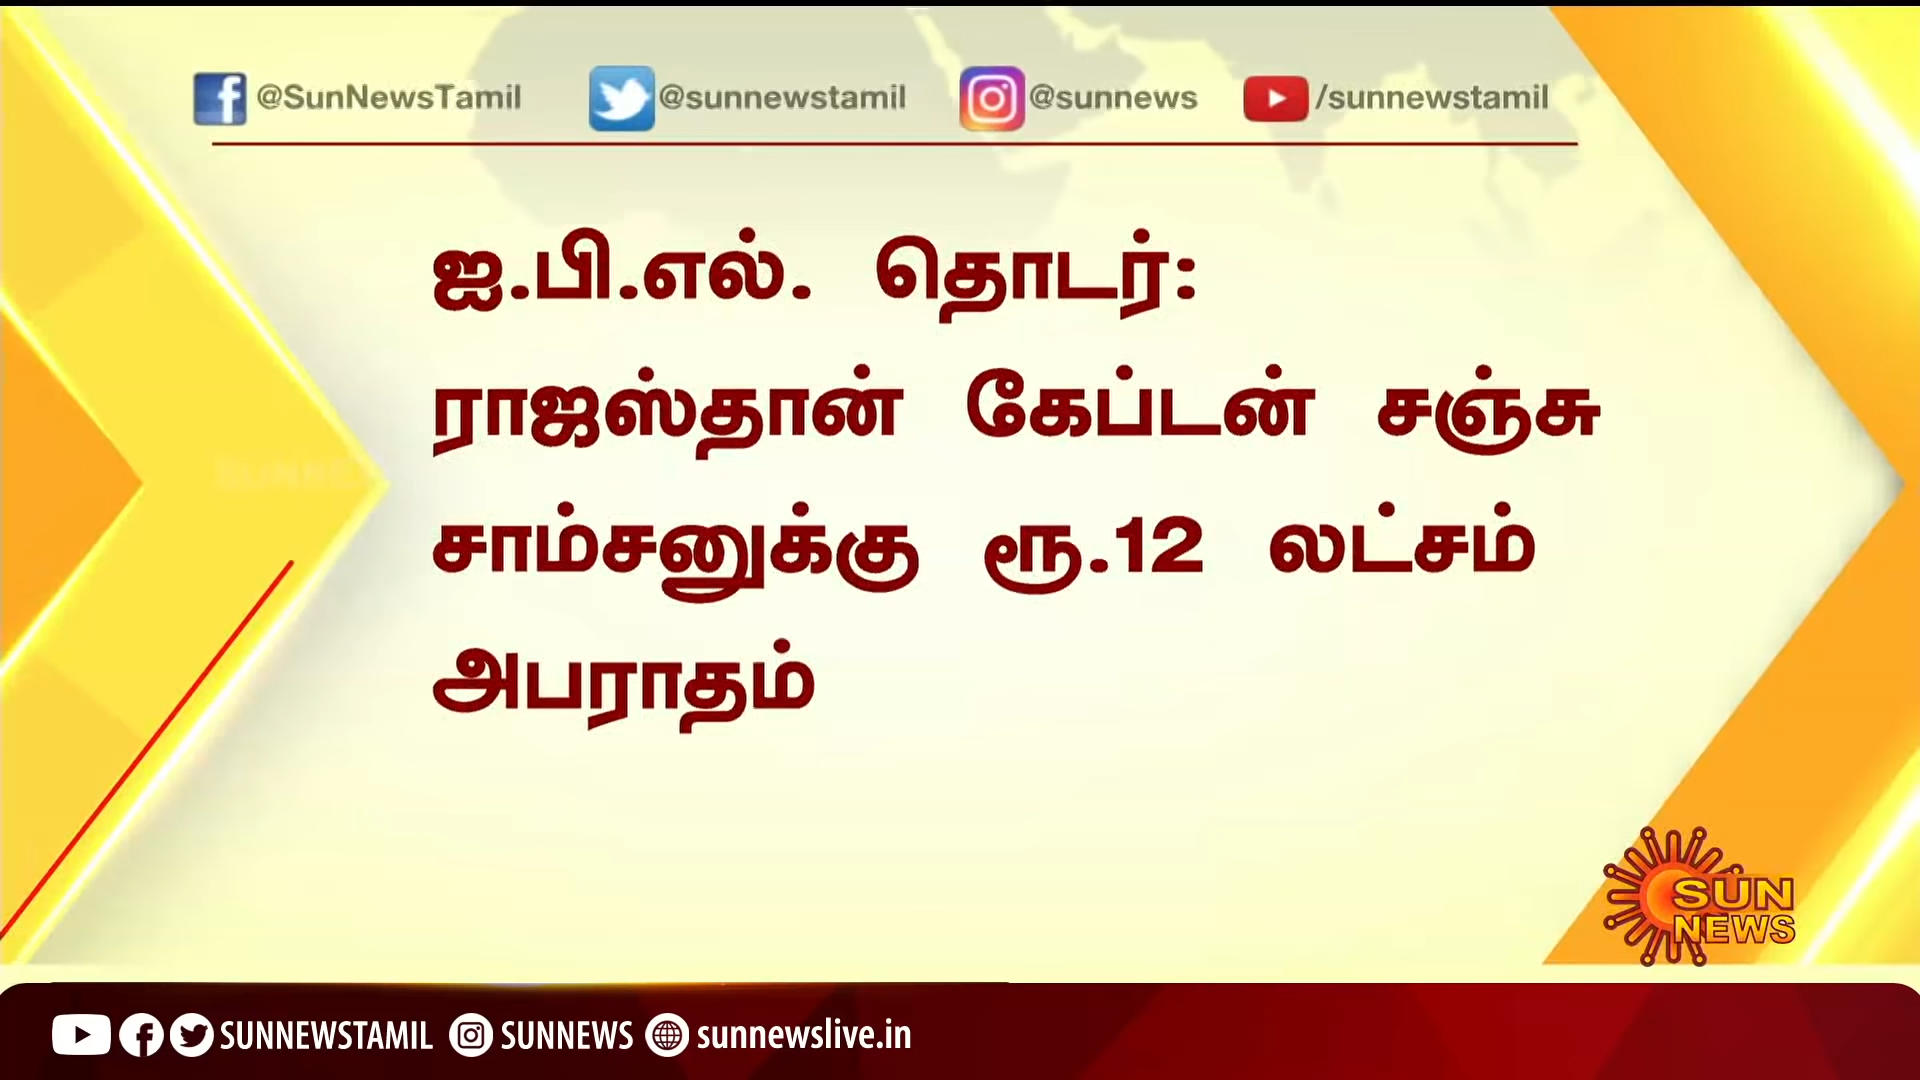 @SunNewsTamil @sunnewstamil @sunnews /sunnewstamil
ஐ.பி.எல். தொடர்:
ராஜஸ்தான் கேப்டன் சஞ்சு
சாம்சனுக்கு ரூ.12 லட்சம்
அபராதம்
SUN
NEWS
SUNNEWSTAMIL SUNNEWS sunnewslive.in